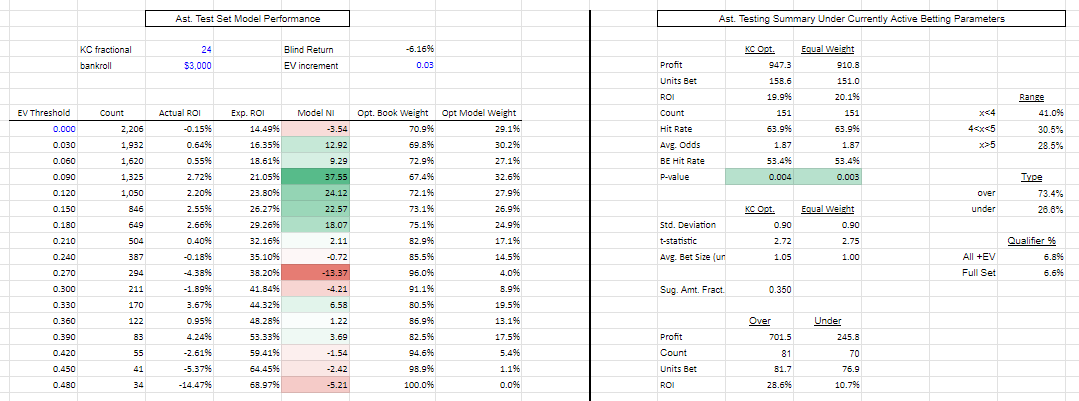 Ast. Test Set Model Performance
KC fractional 24 Blind Return -6.16%
bankroll $3,000 EV increment 0.03
EV Threshold Count Actual ROI Exp. ROI Model NI Opt. Book Weight Opt Model Weight
0.000 2,206 -0.15% 14.49% -3.54 70.9% 29.1%
0.030 1,932 0.64% 16.35% 12.92 69.8% 30.2%
0.060 1,620 0.55% 18.61% 9.29 72.9% 27.1%
0.090 1,325 2.72% 21.05% 37.55 67.4% 32.6%
0.120 1,050 2.20% 23.80% 24.12 72.1% 27.9%
0.150 846 2.55% 26.27% 22.57 73.1% 26.9%
0.180 649 2.66% 29.26% 18.07 75.1% 24.9%
0.210 504 0.40% 32.16% 2.11 82.9% 17.1%
0.240 387 -0.18% 35.10% -0.72 85.5% 14.5%
0.270 294 -4.38% 38.20% -13.37 96.0% 4.0%
0.300 211 -1.89% 41.84% -4.21 91.1% 8.9%
0.330 170 3.67% 44.32% 6.58 80.5% 19.5%
0.360 122 0.95% 48.28% 1.22 86.9% 13.1%
0.390 83 4.24% 53.33% 3.69 82.5% 17.5%
0.420 55 -2.61% 59.41% -1.54 94.6% 5.4%
0.450 41 -5.37% 64.45% -2.42 98.9% 1.1%
0.480 34 -14.47% 68.97% -5.21 100.0% 0.0%
Ast. Testing Summary Under Currently Active Betting Parameters
KC Opt. Equal Weight
Profit 947.3 910.8
Units Bet 158.6 151.0
ROI 19.9% 20.1%
Count 151 151
Hit Rate 63.9% 63.9%
Avg. Odds 1.87 1.87
BE Hit Rate 53.4% 53.4%
P-value 0.004 0.003
KC Opt. Equal Weight
Std. Deviation 0.90 0.90
t-statistic 2.72 2.75
Avg. Bet Size (un 1.05 1.00
Sug. Amt. Fract. 0.350
Over Under
Profit 701.5 245.8
Count 81 70
Units Bet 81.7 76.9
ROI 28.6% 10.7%
Range
x<4 41.0%
4<x<5 30.5%
x>5 28.5%
Type
over 73.4%
under 26.6%
Qualifier %
All +EV 6.8%
Full Set 6.6%